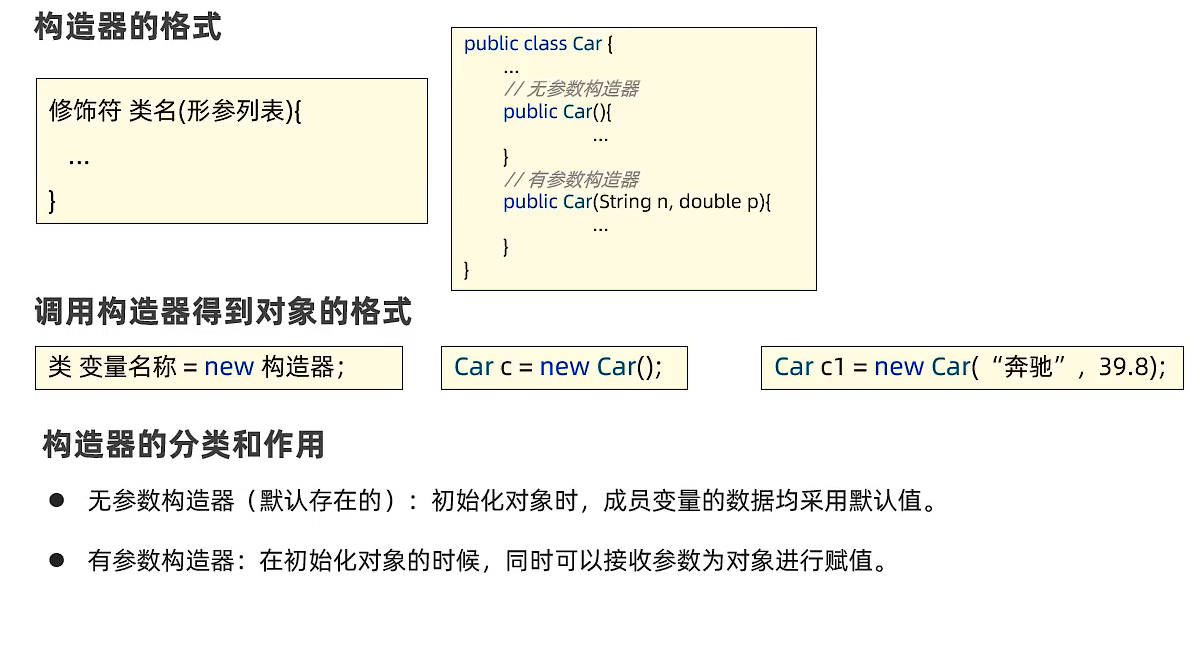 构造器的格式
修饰符 类名(形参列表){
...
}
public class Car {
...
// 无参数构造器
public Car(){
...
}
// 有参数构造器
public Car(String n, double p){
...
}
}
调用构造器得到对象的格式
类 变量名称 = new 构造器；
Car c = new Car();
Car c1 = new Car(“奔驰”，39.8);
构造器的分类和作用
● 无参数构造器（默认存在的）：初始化对象时，成员变量的数据均采用默认值。
● 有参数构造器：在初始化对象的时候，同时可以接收参数为对象进行赋值。